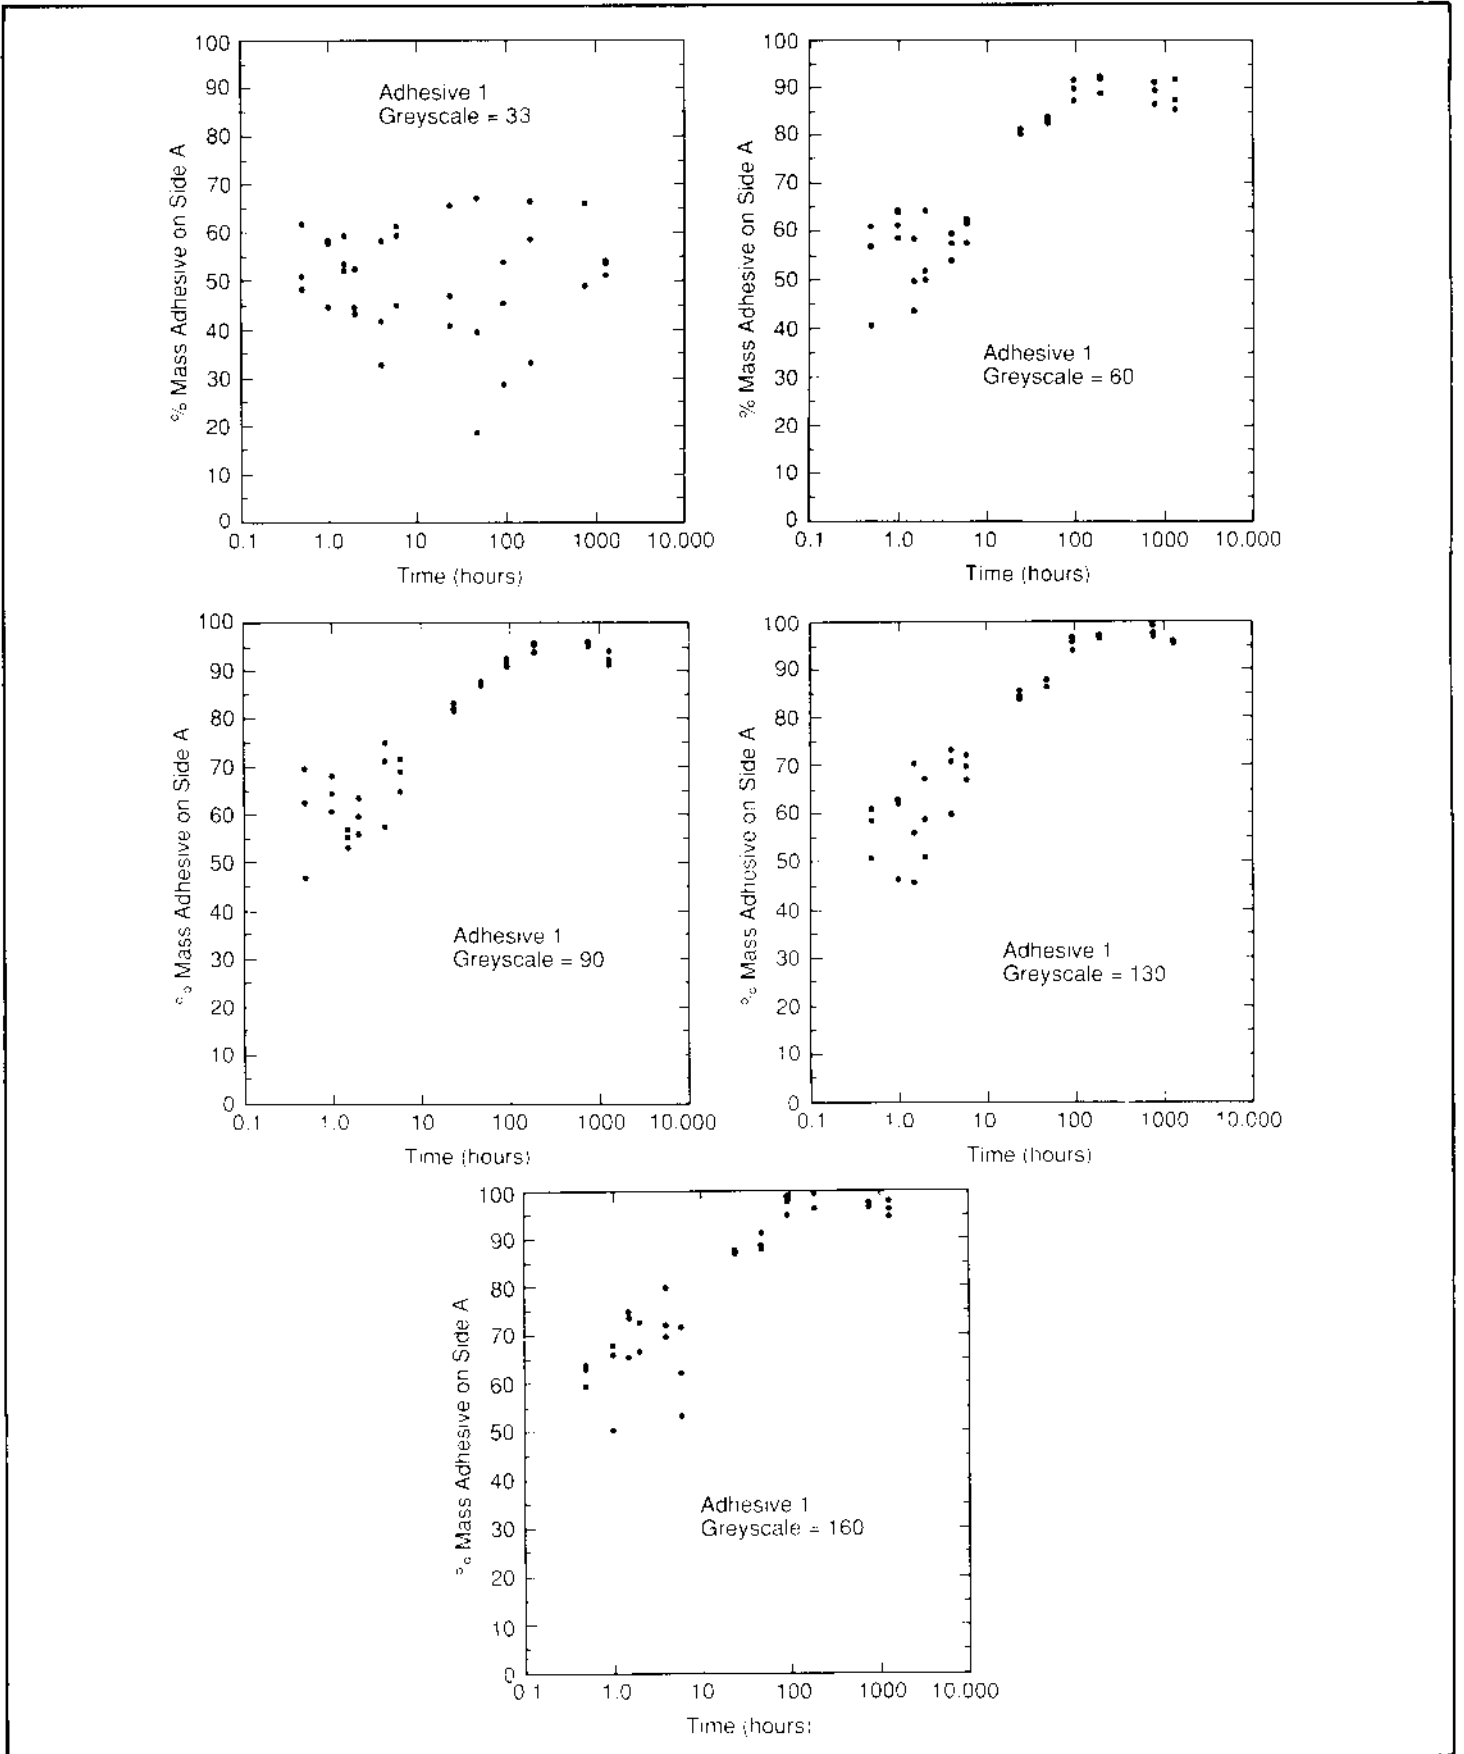 100
90
80
70
60
50
40
30
20
10
0
% Mass Adhesive on Side A
Adhesive 1
Greyscale = 33
0.1 1.0 10 100 1000 10.000
Time (hours)
100
90
80
70
60
50
40
30
20
10
0
% Mass Adhesive on Side A
Adhesive 1
Greyscale = 60
0.1 1.0 10 100 1000 10.000
Time (hours)
100
90
80
70
60
50
40
30
20
10
0
% Mass Adhesive on Side A
Adhesive 1
Greyscale = 90
0.1 1.0 10 100 1000 10.000
Time (hours)
100
90
80
70
60
50
40
30
20
10
0
% Mass Adhesive on Side A
Adhesive 1
Greyscale = 130
0.1 1.0 10 100 1000 10.000
Time (hours)
100
90
80
70
60
50
40
30
20
10
0
% Mass Adhesive on Side A
Adhesive 1
Greyscale = 160
0.1 1.0 10 100 1000 10.000
Time (hours)